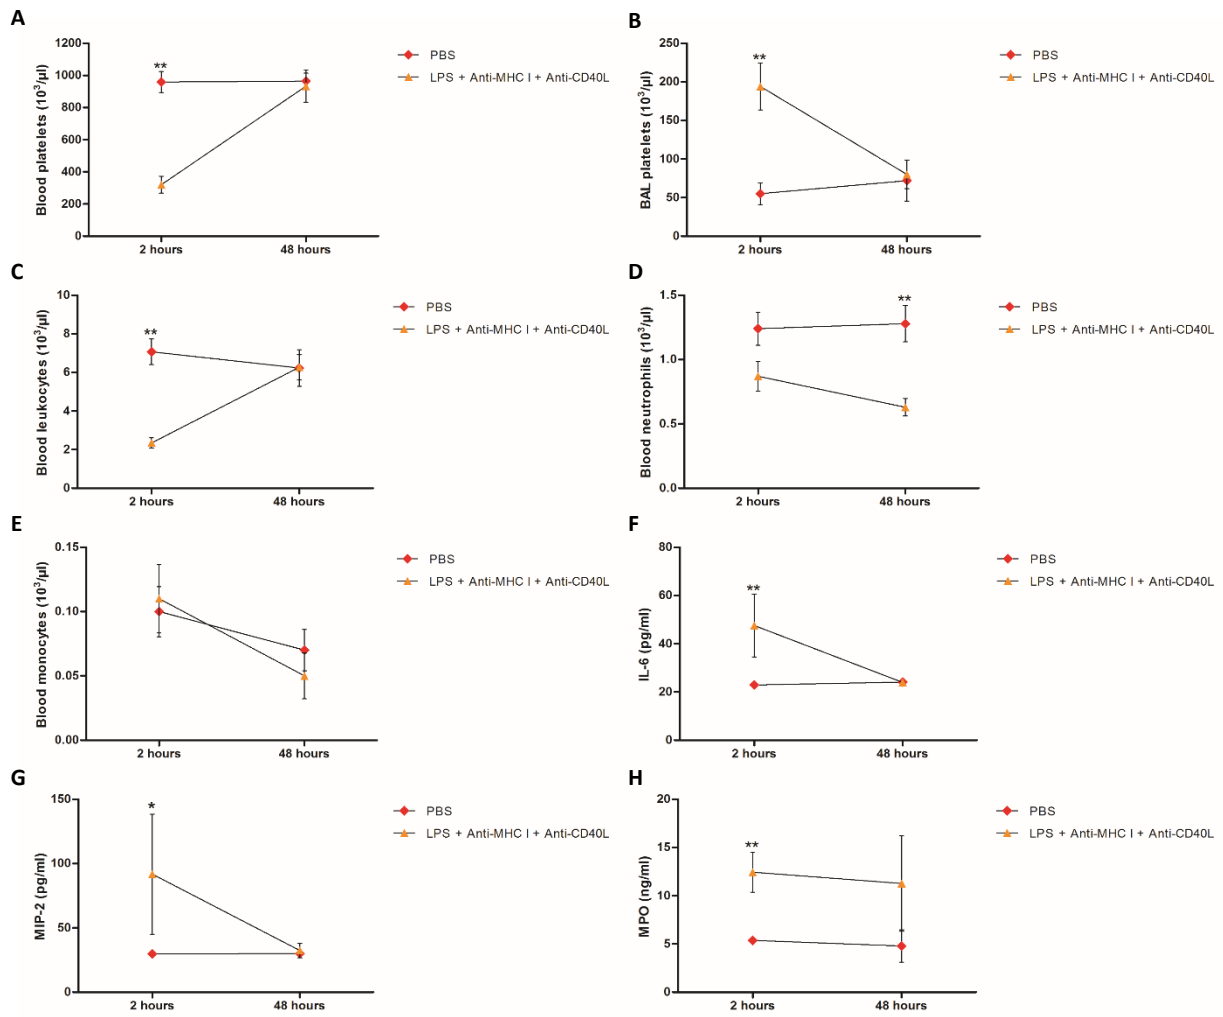 A
Blood platelets (10³/µl)
1200
1000
800
600
400
200
0
**
2 hours
48 hours
PBS
LPS + Anti-MHC I + Anti-CD40L
B
BAL platelets (10³/µl)
250
200
150
100
50
0
**
2 hours
48 hours
PBS
LPS + Anti-MHC I + Anti-CD40L
C
Blood leukocytes (10³/µl)
10
8
6
4
2
0
**
2 hours
48 hours
PBS
LPS + Anti-MHC I + Anti-CD40L
D
Blood neutrophils (10³/µl)
1.5
1.0
0.5
0.0
**
2 hours
48 hours
PBS
LPS + Anti-MHC I + Anti-CD40L
E
Blood monocytes (10³/µl)
0.15
0.10
0.05
0.00
2 hours
48 hours
PBS
LPS + Anti-MHC I + Anti-CD40L
F
IL-6 (pg/ml)
80
60
40
20
0
**
2 hours
48 hours
PBS
LPS + Anti-MHC I + Anti-CD40L
G
MIP-2 (pg/ml)
150
100
50
0
*
2 hours
48 hours
PBS
LPS + Anti-MHC I + Anti-CD40L
H
MPO (ng/ml)
20
15
10
5
0
**
2 hours
48 hours
PBS
LPS + Anti-MHC I + Anti-CD40L